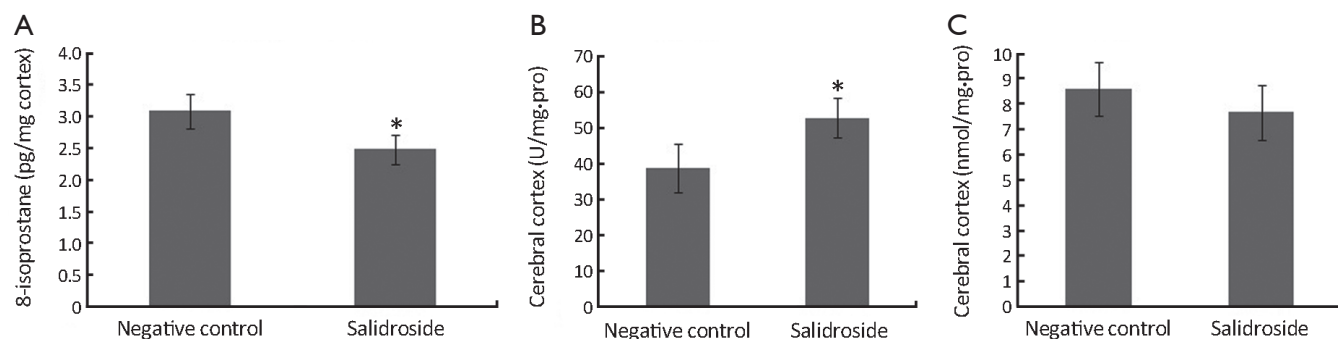 A
8-isoprostane (pg/mg cortex)
4.0
3.5
3.0
2.5
2.0
1.5
1.0
0.5
0
*
Negative control
Salidroside
B
Cerebral cortex (U/mg•pro)
70
60
50
40
30
20
10
0
*
Negative control
Salidroside
C
Cerebral cortex (nmol/mg•pro)
10
9
8
7
6
5
4
3
2
1
0
Negative control
Salidroside